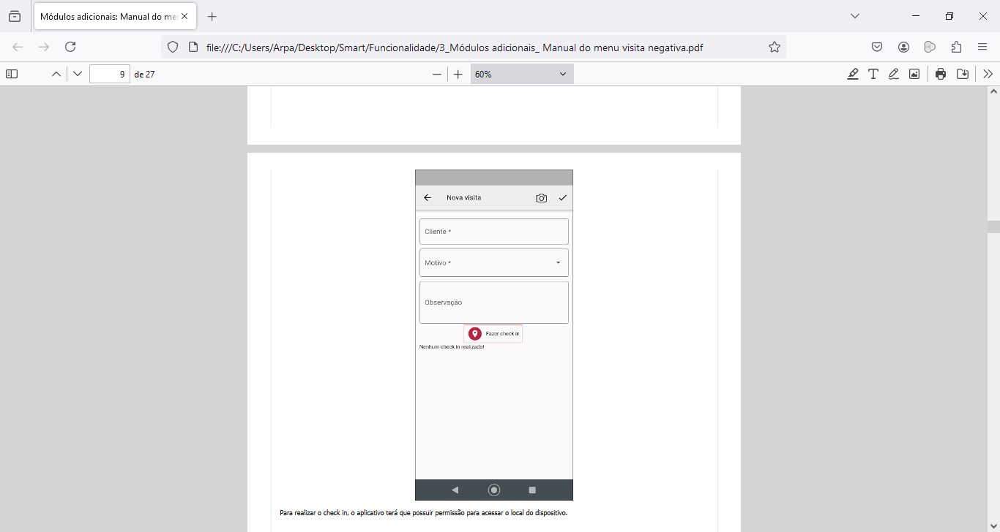 Módulos adicionais: Manual do me
file:///C:/Users/Arpa/Desktop/Smart/Funcionalidade/3_Módulos adicionais_ Manual do menu visita negativa.pdf
9 de 27
60%
Nova visita
Cliente *
Motivo *
Observação
Fazer check in
Nenhum check in realizado!
Para realizar o check in, o aplicativo terá que possuir permissão para acessar o local do dispositivo.